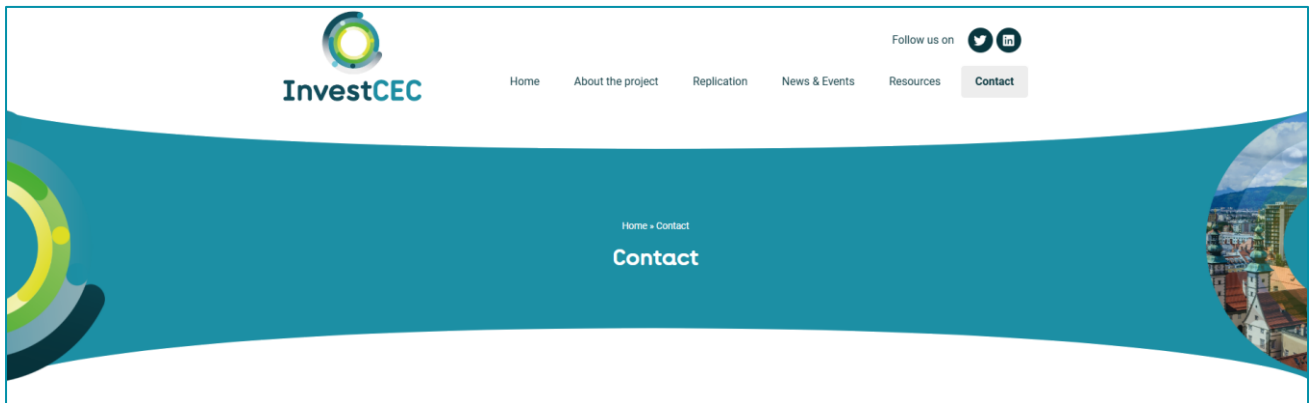 Follow us on
InvestCEC
Home About the project Replication News & Events Resources Contact
Home » Contact
Contact